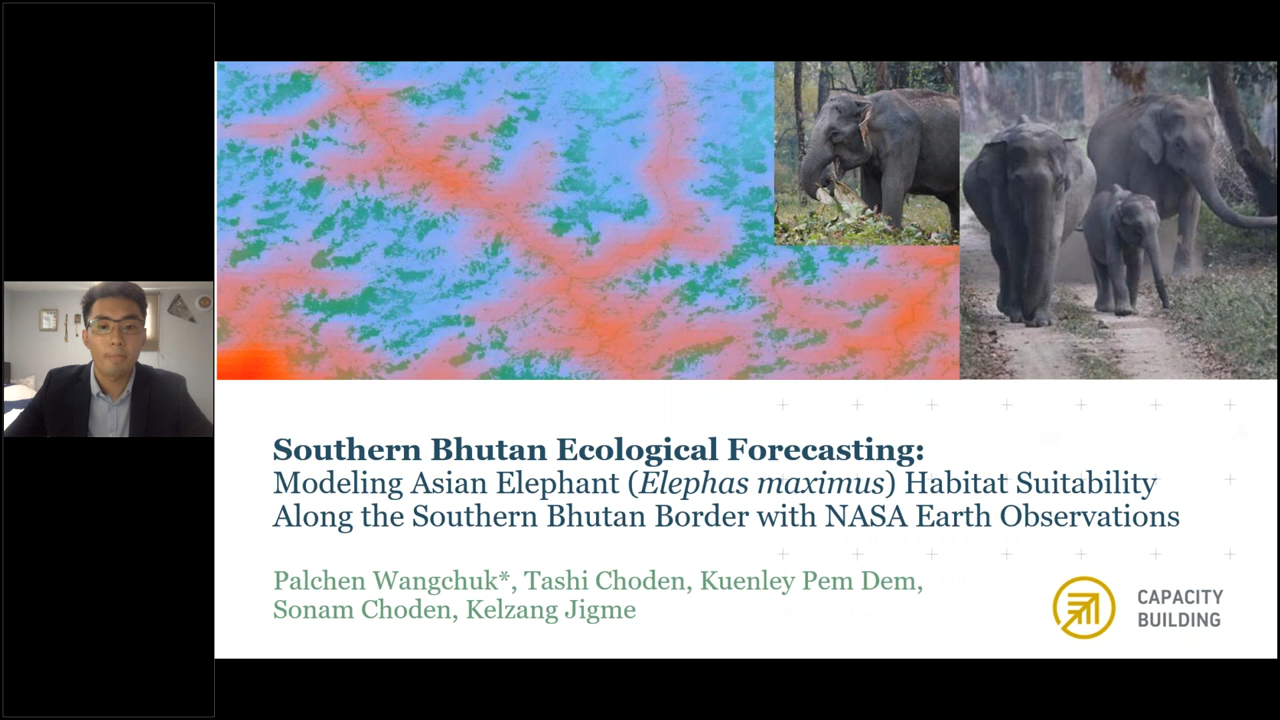 Southern Bhutan Ecological Forecasting:
Modeling Asian Elephant (Elephas maximus) Habitat Suitability
Along the Southern Bhutan Border with NASA Earth Observations
Palchen Wangchuk*, Tashi Choden, Kuenley Pem Dem,
Sonam Choden, Kelzang Jigme
CAPACITY
BUILDING